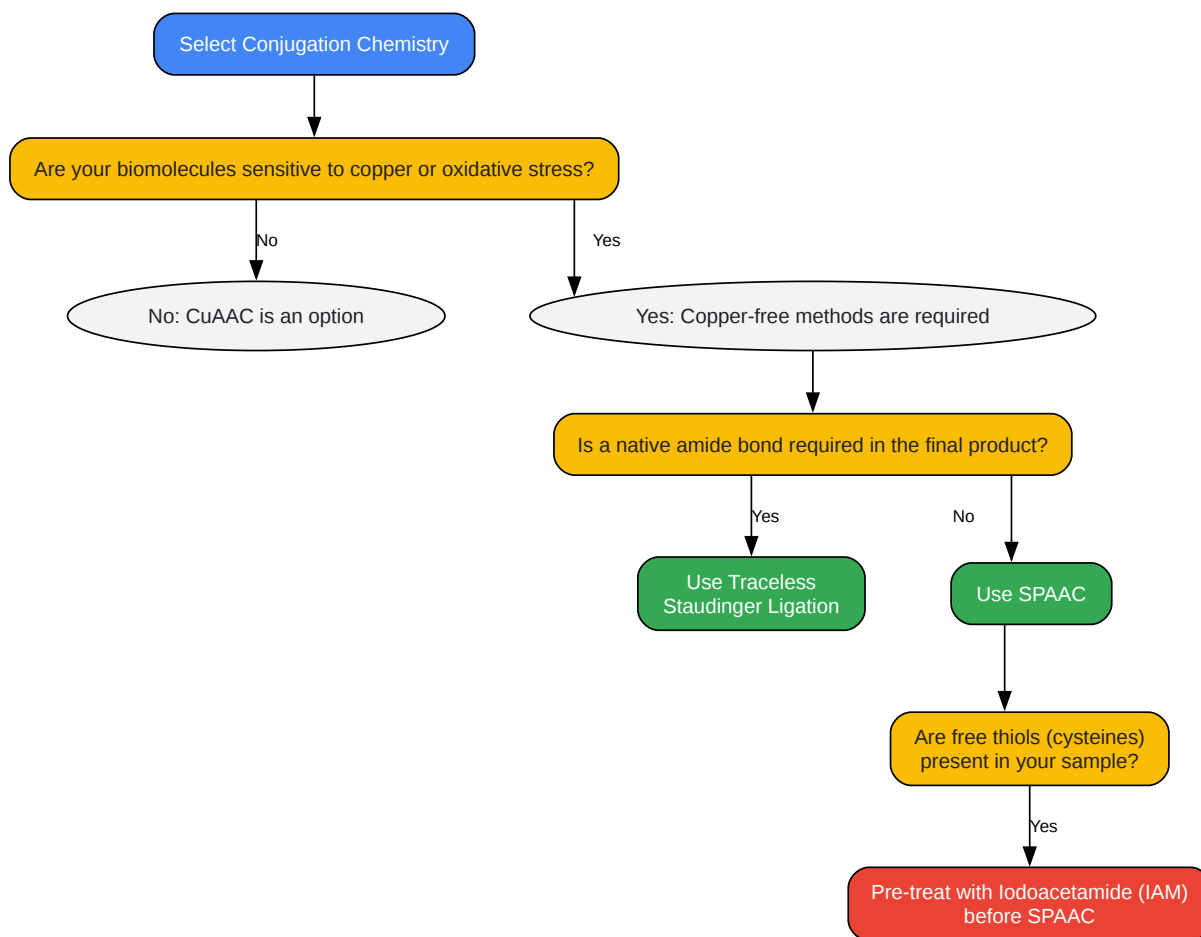 Select Conjugation Chemistry
Are your biomolecules sensitive to copper or oxidative stress?
No
Yes
No: CuAAC is an option
Yes: Copper-free methods are required
Is a native amide bond required in the final product?
Yes
No
Use Traceless
Staudinger Ligation
Use SPAAC
Are free thiols (cysteines)
present in your sample?
Yes
Pre-treat with Iodoacetamide (IAM)
before SPAAC